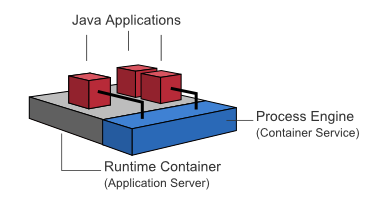 Java Applications
Process Engine
(Container Service)
Runtime Container
(Application Server)